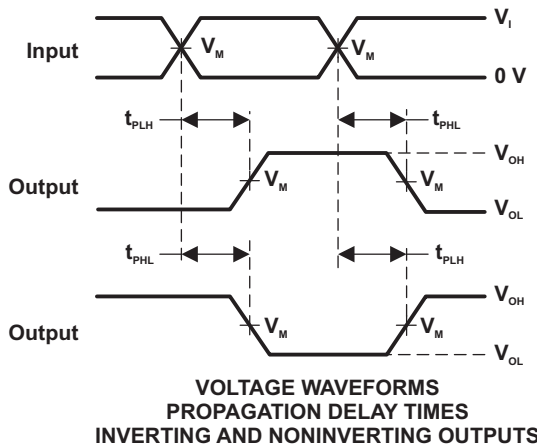 V_I
Input
V_M
V_M
0 V
t_PLH
t_PHL
V_OH
Output
V_M
V_M
V_OL
t_PHL
t_PLH
V_OH
Output
V_M
V_M
V_OL
VOLTAGE WAVEFORMS
PROPAGATION DELAY TIMES
INVERTING AND NONINVERTING OUTPUTS